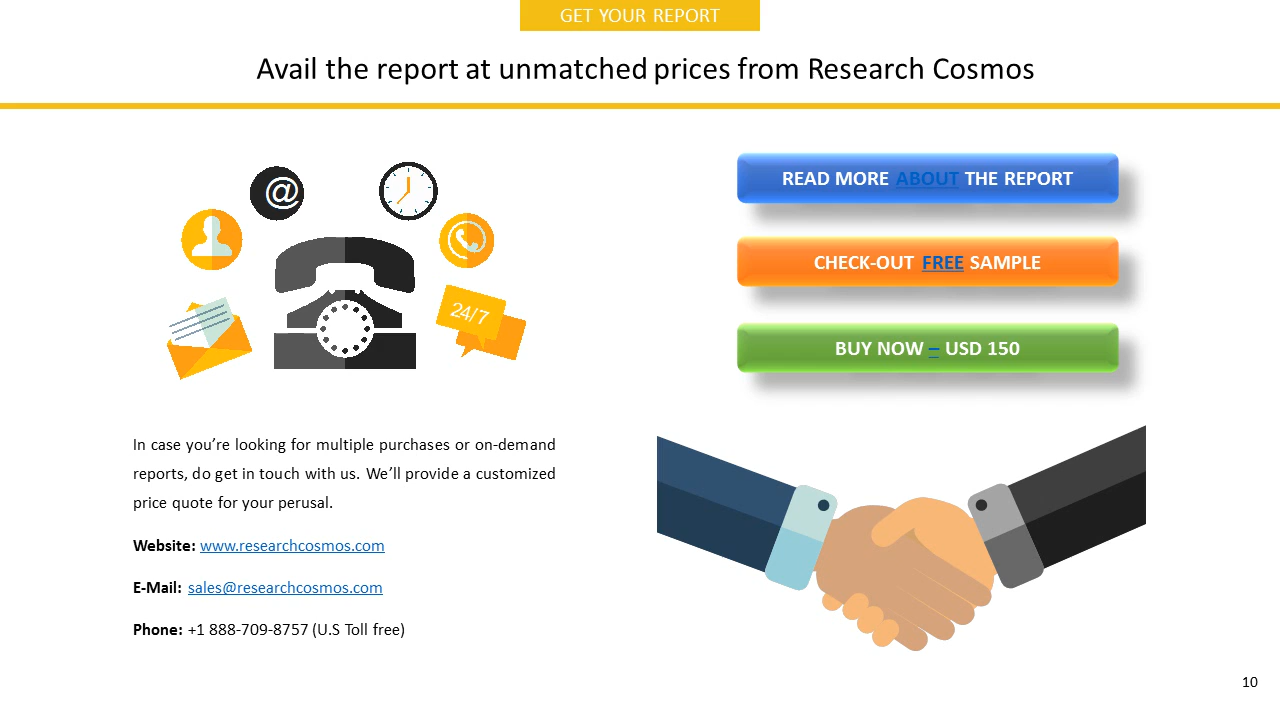 GET YOUR REPORT
Avail the report at unmatched prices from Research Cosmos
@
24/7
READ MORE ABOUT THE REPORT
CHECK-OUT FREE SAMPLE
BUY NOW – USD 150
In case you’re looking for multiple purchases or on-demand
reports, do get in touch with us. We’ll provide a customized
price quote for your perusal.
Website: www.researchcosmos.com
E-Mail: sales@researchcosmos.com
Phone: +1 888-709-8757 (U.S Toll free)
10